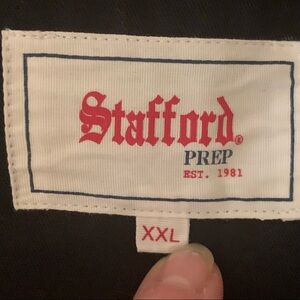 Stafford®
PREP
EST. 1981
XXL